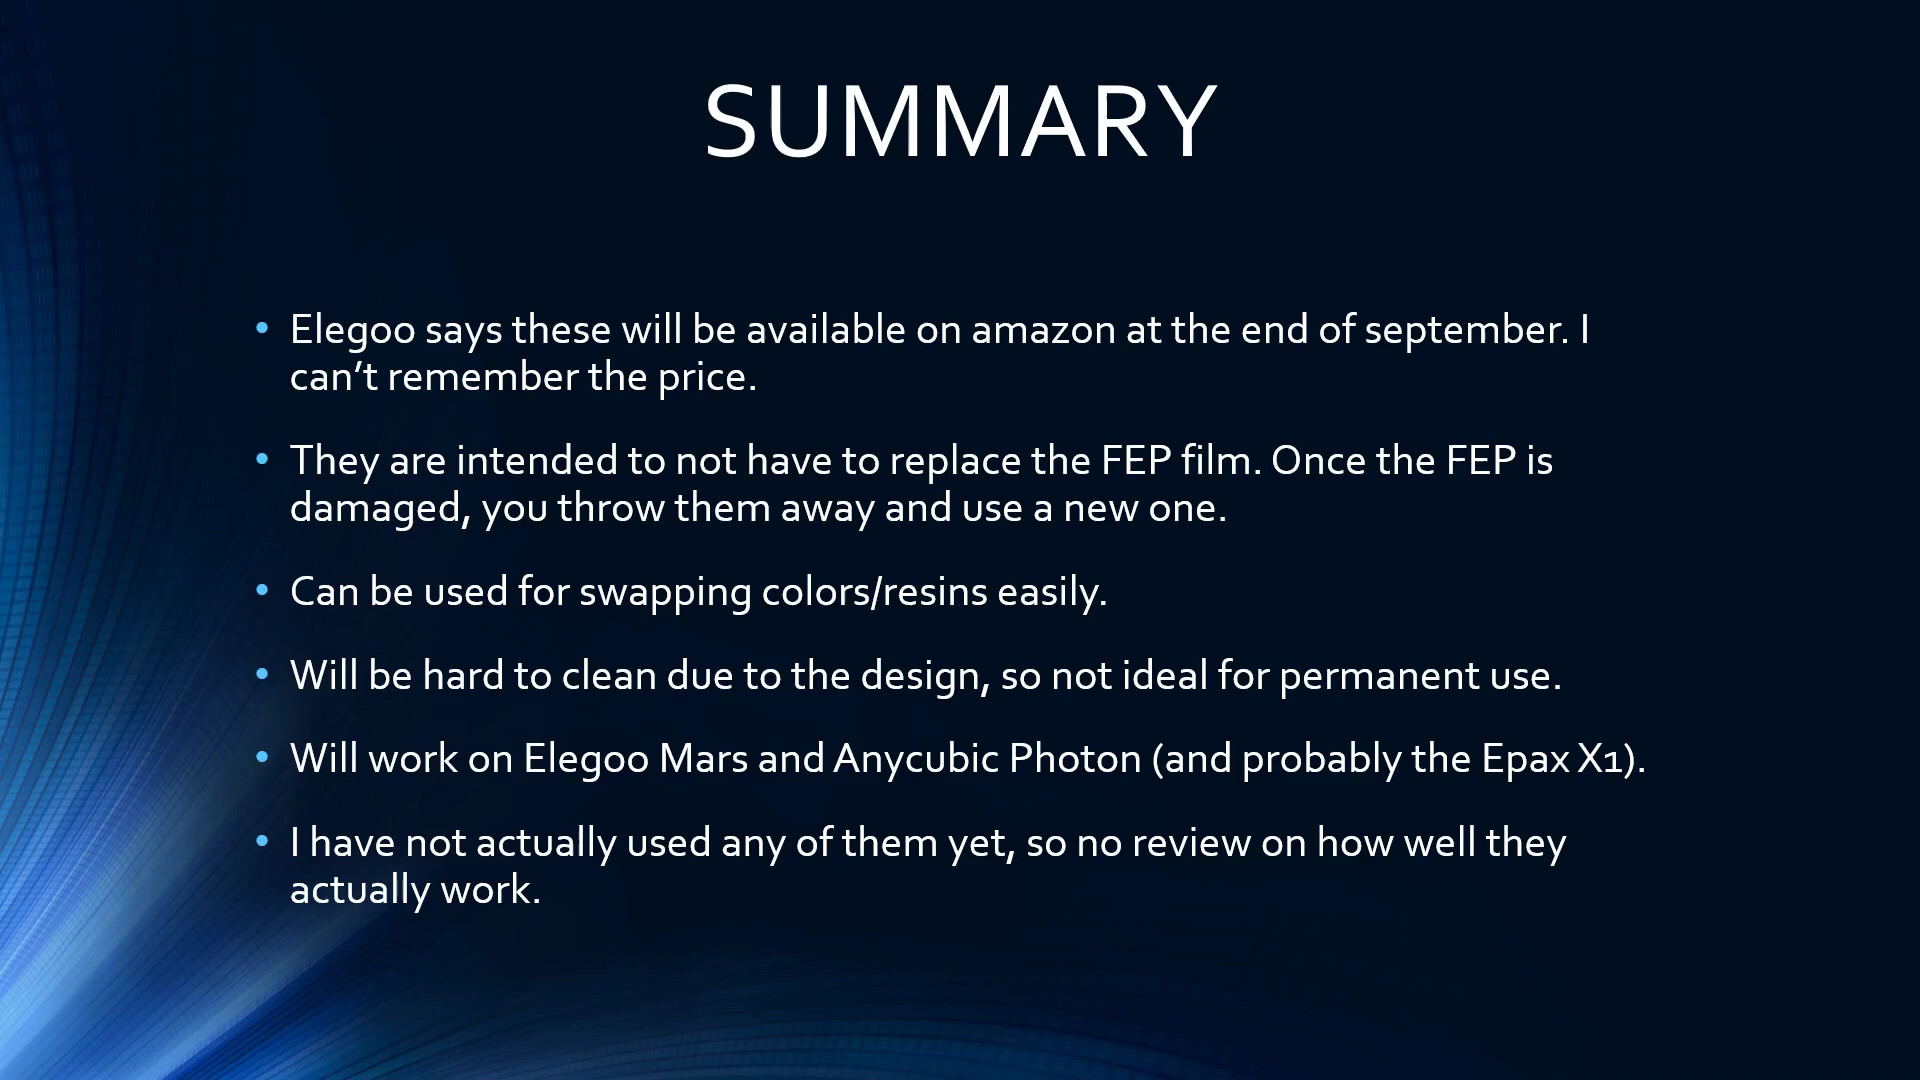 SUMMARY
• Elegoo says these will be available on amazon at the end of september. I
can’t remember the price.
• They are intended to not have to replace the FEP film. Once the FEP is
damaged, you throw them away and use a new one.
• Can be used for swapping colors/resins easily.
• Will be hard to clean due to the design, so not ideal for permanent use.
• Will work on Elegoo Mars and Anycubic Photon (and probably the Epax X1).
• I have not actually used any of them yet, so no review on how well they
actually work.